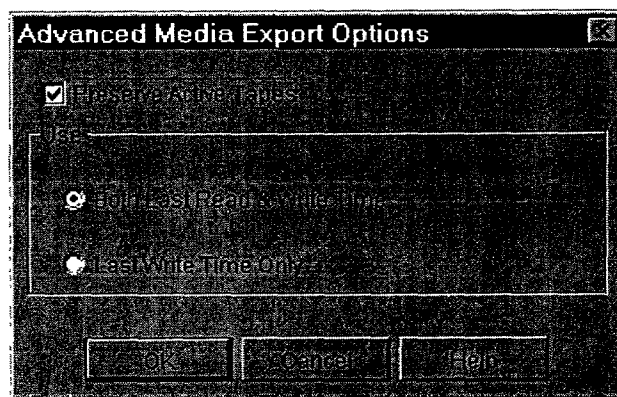 Advanced Media Export Options
Preserve Active Tapes
Use
Both Last Read & Write Time
Last Write Time Only
OK
Cancel
Help